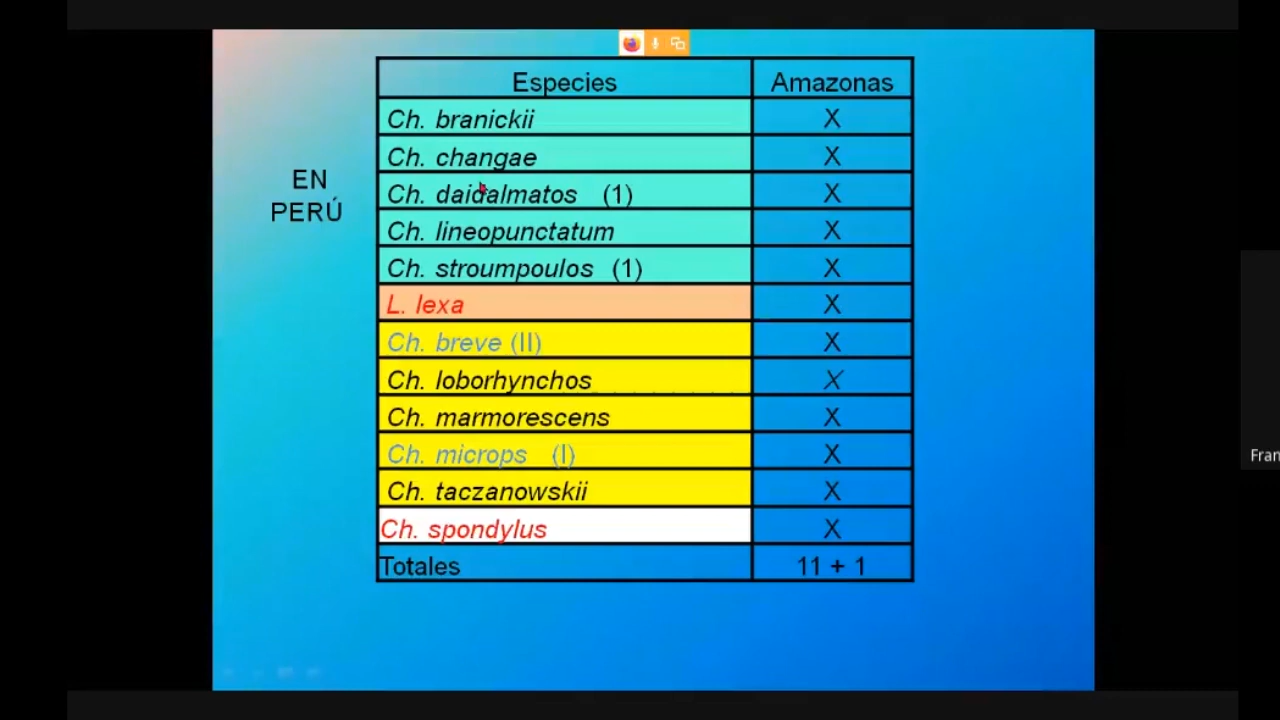 EN
PERÚ
Especies Amazonas
Ch. branickii X
Ch. changae X
Ch. daidalmatos (1) X
Ch. lineopunctatum X
Ch. stroumpoulos (1) X
L. lexa X
Ch. breve (II) X
Ch. loborhynchos X
Ch. marmorescens X
Ch. microps (I) X
Ch. taczanowskii X
Ch. spondylus X
Totales 11 + 1
Fran